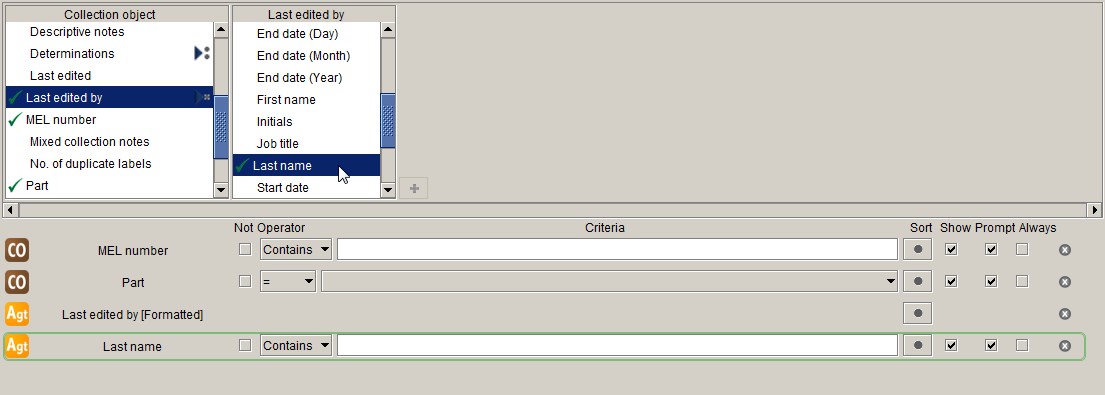 Collection object
Descriptive notes
Determinations
Last edited
Last edited by
MEL number
Mixed collection notes
No. of duplicate labels
Part
Last edited by
End date (Day)
End date (Month)
End date (Year)
First name
Initials
Job title
Last name
Start date
Not Operator Criteria Sort Show Prompt Always
CO MEL number Contains
CO Part =
Agt Last edited by [Formatted]
Agt Last name Contains